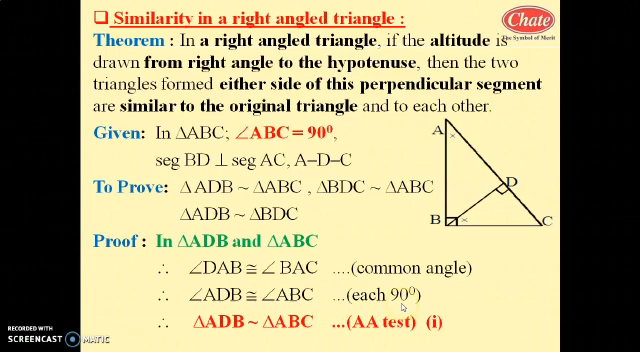 ❑ Similarity in a right angled triangle :
Chate
The Symbol of Merit
Theorem : In a right angled triangle, if the altitude is
drawn from right angle to the hypotenuse, then the two
triangles formed either side of this perpendicular segment
are similar to the original triangle and to each other.
Given: In ΔABC; ∠ABC = 90⁰,
seg BD ⊥ seg AC, A–D–C
To Prove: Δ ADB ~ ΔABC , ΔBDC ~ ΔABC
ΔADB ~ ΔBDC
A
D
B
C
Proof : In ΔADB and ΔABC
∴ ∠DAB ≅ ∠ BAC ....(common angle)
∴ ∠ADB ≅ ∠ABC ...(each 90⁰)
∴ ΔADB ~ ΔABC ...(AA test) (i)
RECORDED WITH
SCREENCAST MATIC